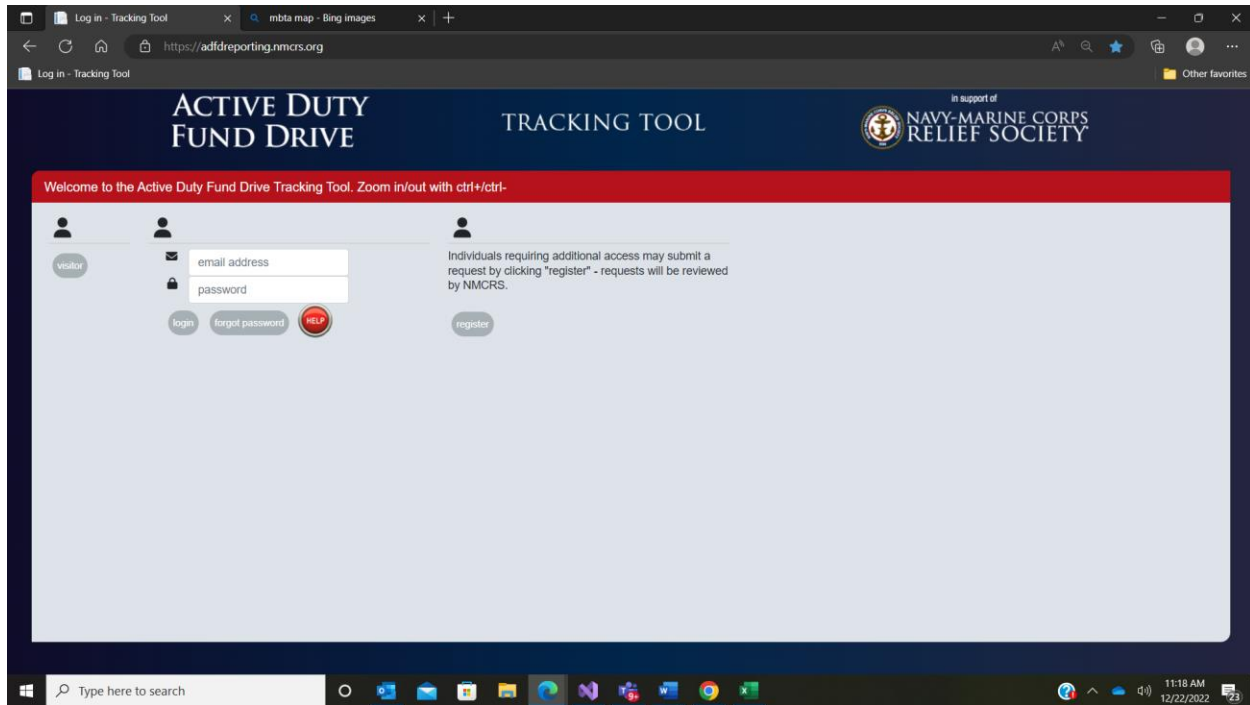 Log in - Tracking Tool
mbta map - Bing images
https://adfdreporting.nmcrs.org
Log in - Tracking Tool
Other favorites
ACTIVE DUTY
FUND DRIVE
TRACKING TOOL
in support of
NAVY-MARINE CORPS
RELIEF SOCIETY
Welcome to the Active Duty Fund Drive Tracking Tool. Zoom in/out with ctrl+/ctrl-
visitor
email address
password
login
forgot password
HELP
Individuals requiring additional access may submit a
request by clicking "register" - requests will be reviewed
by NMCRS.
register
Type here to search
11:18 AM
12/22/2022
23